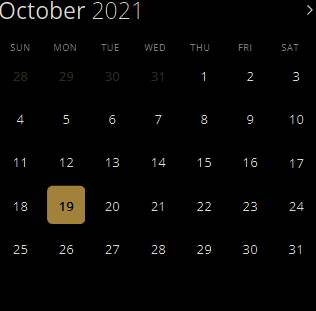 October 2021 >
SUN MON TUE WED THU FRI SAT
28 29 30 31 1 2 3
4 5 6 7 8 9 10
11 12 13 14 15 16 17
18 19 20 21 22 23 24
25 26 27 28 29 30 31